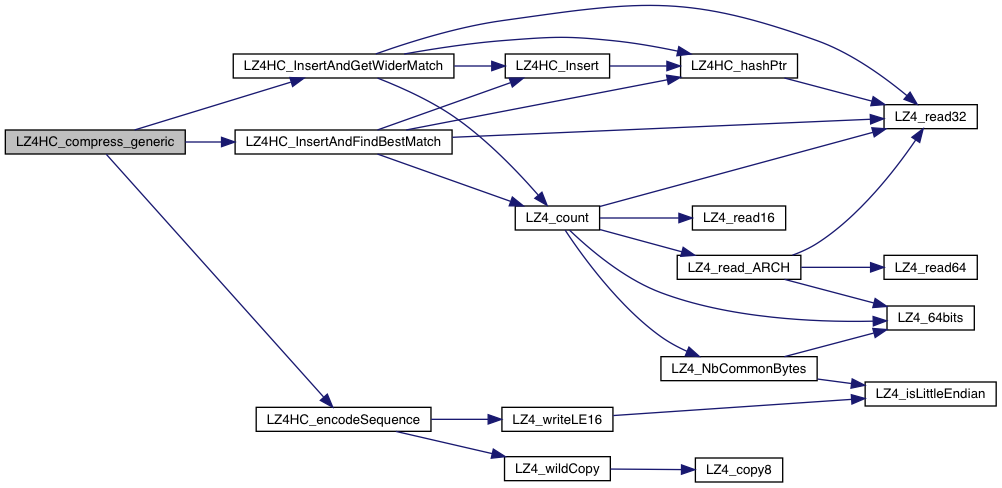 LZ4HC_compress_generic
LZ4HC_InsertAndGetWiderMatch
LZ4HC_InsertAndFindBestMatch
LZ4HC_encodeSequence
LZ4HC_Insert
LZ4_count
LZ4_writeLE16
LZ4_wildCopy
LZ4HC_hashPtr
LZ4_read16
LZ4_read_ARCH
LZ4_NbCommonBytes
LZ4_copy8
LZ4_read32
LZ4_read64
LZ4_64bits
LZ4_isLittleEndian